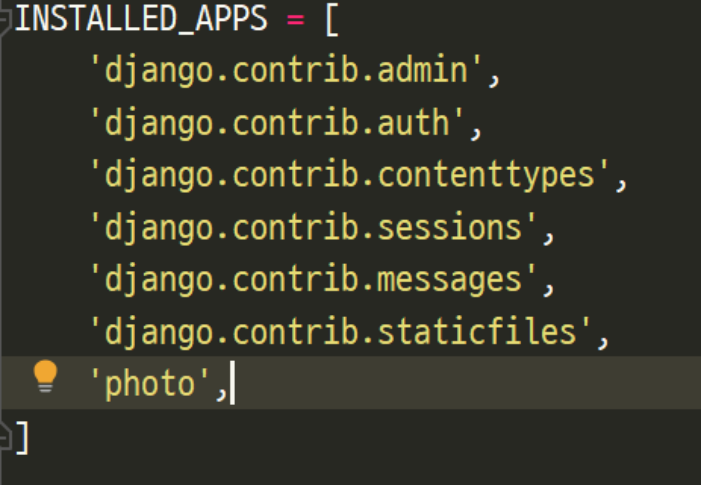 INSTALLED_APPS = [
    'django.contrib.admin',
    'django.contrib.auth',
    'django.contrib.contenttypes',
    'django.contrib.sessions',
    'django.contrib.messages',
    'django.contrib.staticfiles',
    'photo',
]